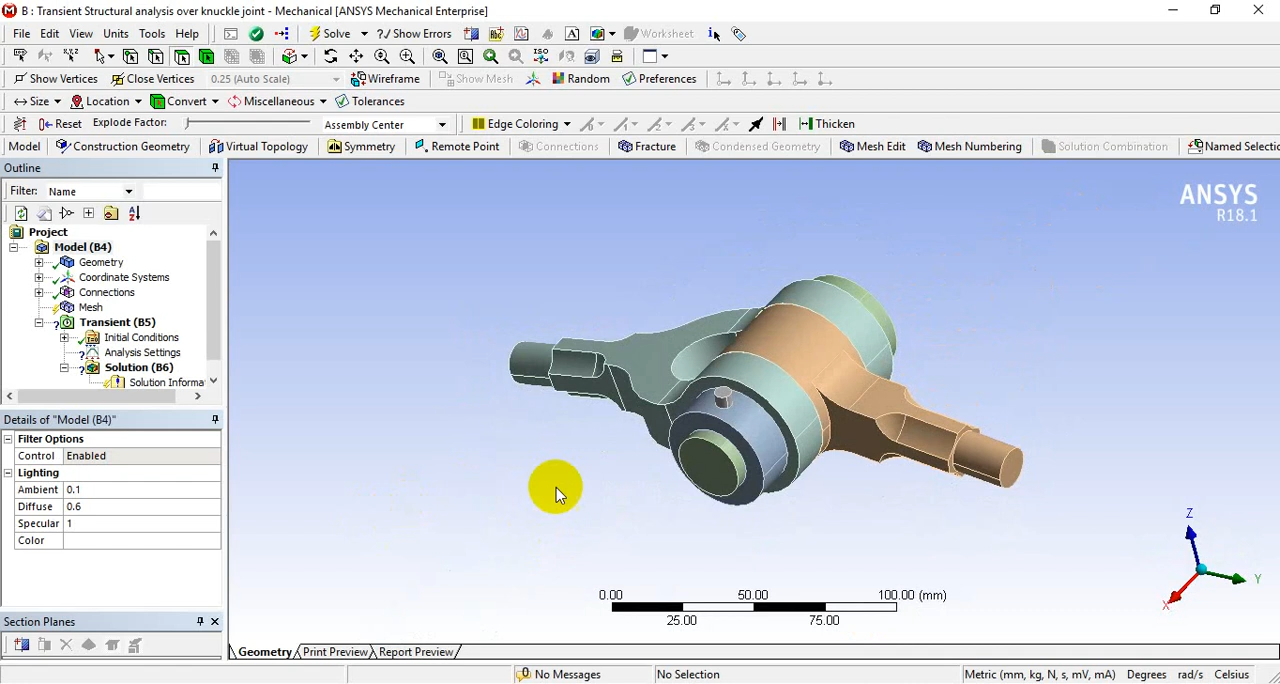 B : Transient Structural analysis over knuckle joint - Mechanical [ANSYS Mechanical Enterprise]
File Edit View Units Tools Help Solve ?/ Show Errors A Worksheet i
Show Vertices Close Vertices 0.25 (Auto Scale) Wireframe Show Mesh Random Preferences
Size Location Convert Miscellaneous Tolerances
Reset Explode Factor: Assembly Center Edge Coloring Thicken
Model Construction Geometry Virtual Topology Symmetry Remote Point Connections Fracture Condensed Geometry Mesh Edit Mesh Numbering Solution Combination Named Selectio
Outline
Filter: Name
Project
Model (B4)
Geometry
Coordinate Systems
Connections
Mesh
Transient (B5)
Initial Conditions
Analysis Settings
Solution (B6)
Solution Informa
Details of "Model (B4)"
Filter Options
Control Enabled
Lighting
Ambient 0.1
Diffuse 0.6
Specular 1
Color
Section Planes
ANSYS
R18.1
0.00 50.00 100.00 (mm)
25.00 75.00
Z
Y
X
Geometry Print Preview Report Preview
No Messages No Selection Metric (mm, kg, N, s, mV, mA) Degrees rad/s Celsius